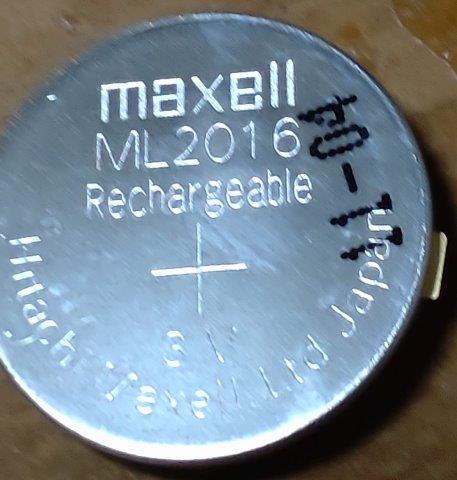 maxell
ML2016
Rechargeable
+
3V
Hitachi Maxell.Ltd Japan